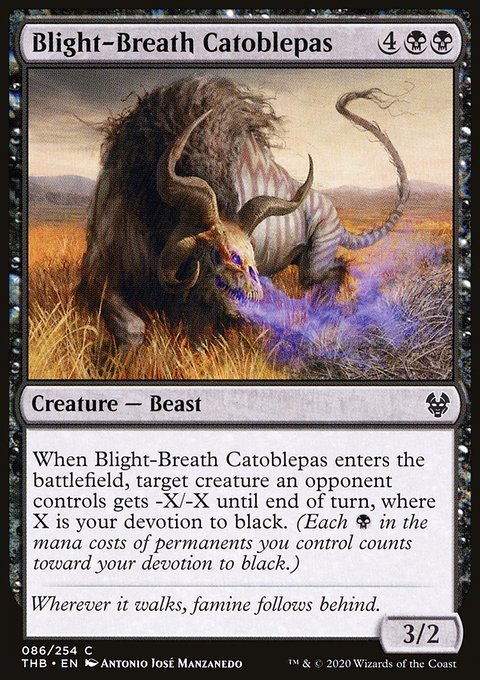 Blight-Breath Catoblepas 4
Creature — Beast
When Blight-Breath Catoblepas enters the
battlefield, target creature an opponent
controls gets -X/-X until end of turn, where
X is your devotion to black. (Each in the
mana costs of permanents you control counts
toward your devotion to black.)
Wherever it walks, famine follows behind.
3/2
086/254 C
THB • EN Antonio José Manzanedo
™ & © 2020 Wizards of the Coast